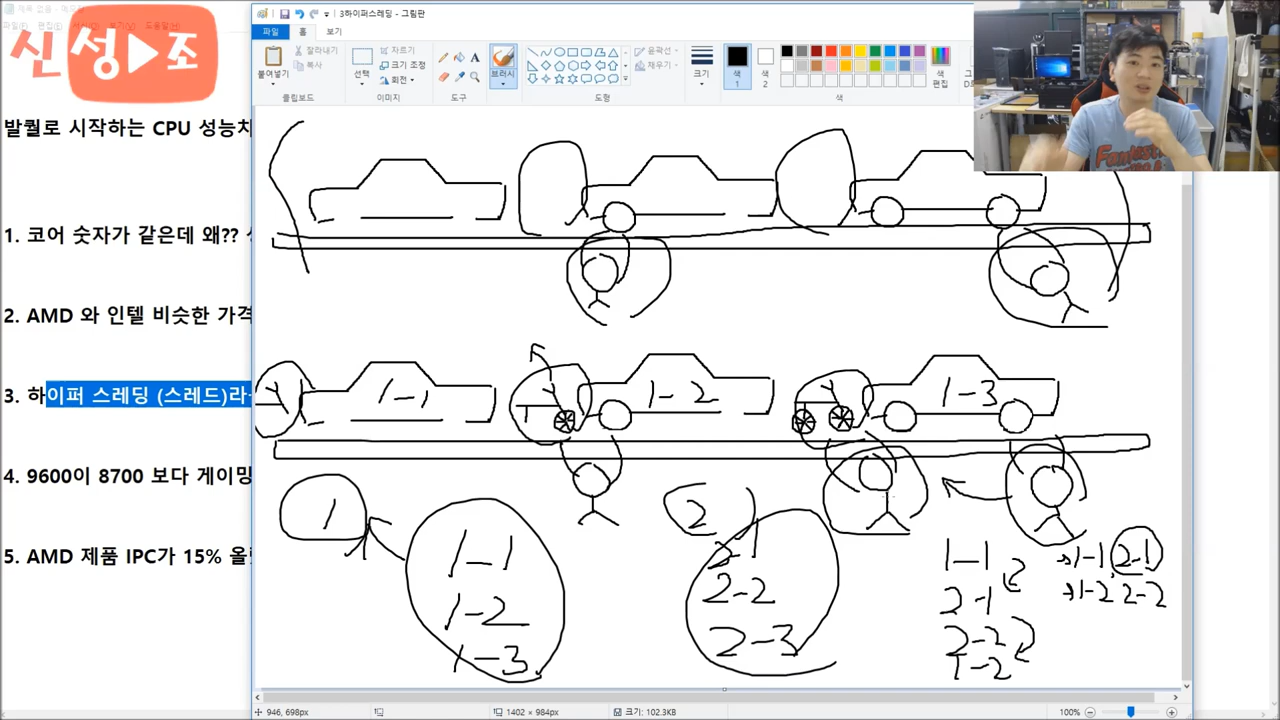 3하이퍼스레딩 - 그림판
신성조
파일
홈
보기
붙여넣기
잘라내기
복사
클립보드
선택
자르기
크기 조정
회전
이미지
도구
브러시
도형
윤곽선
채우기
크기
색
1
색
2
색
편집
색
발퀄로 시작하는 CPU 성능차
1. 코어 숫자가 같은데 왜??
2. AMD 와 인텔 비슷한 가격
3. 하이퍼 스레딩 (스레드)라
4. 9600이 8700 보다 게이밍
5. AMD 제품 IPC가 15% 올
FANTASTIC
1-1
1-2
1-3
1
1-1
1-2
1-3
2
2-1
2-2
2-3
1-1
2-1
2-2
1-2
1-1, 2-1
1-2 2-2
946, 698px
1402 × 984px
크기: 102.3KB
100%